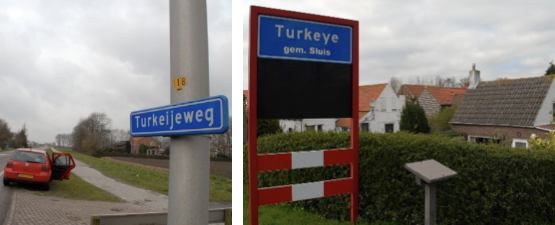 18
Turkeijeweg
Turkeye
gem. Sluis